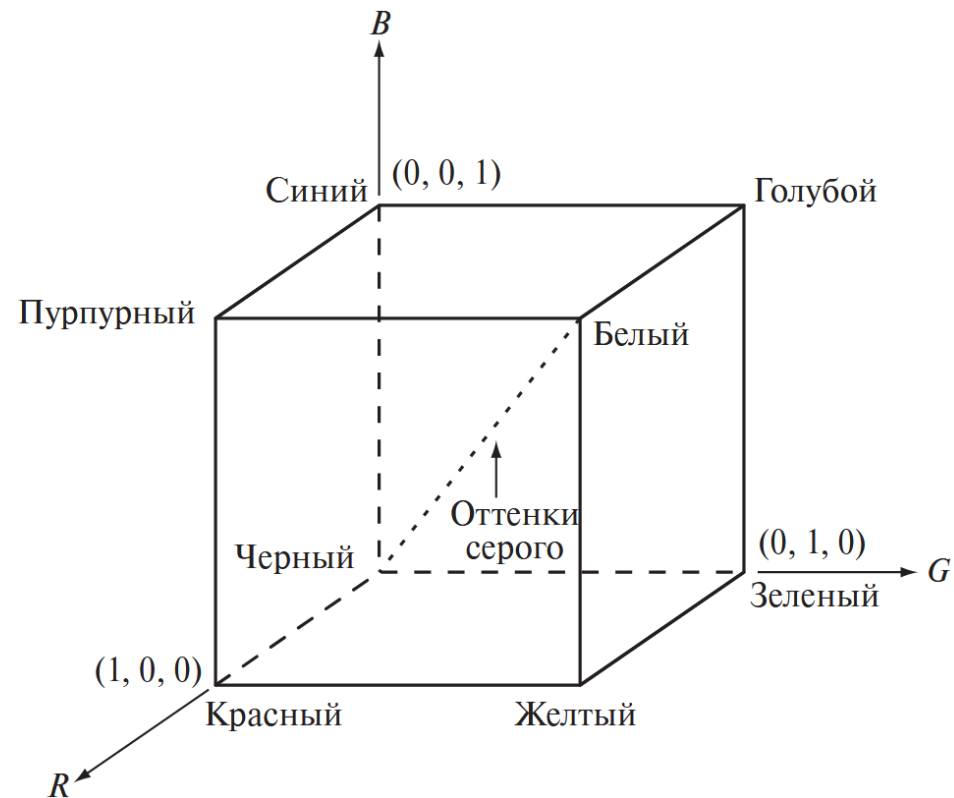 B
(0, 0, 1)
Синий
Голубой
Пурпурный
Белый
Оттенки
серого
Черный
(0, 1, 0)
G
Зеленый
(1, 0, 0)
Красный
Желтый
R